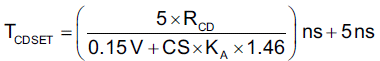 T_CDSET = ( 5 × R_CD / 0.15 V + CS × K_A × 1.46 ) ns + 5 ns